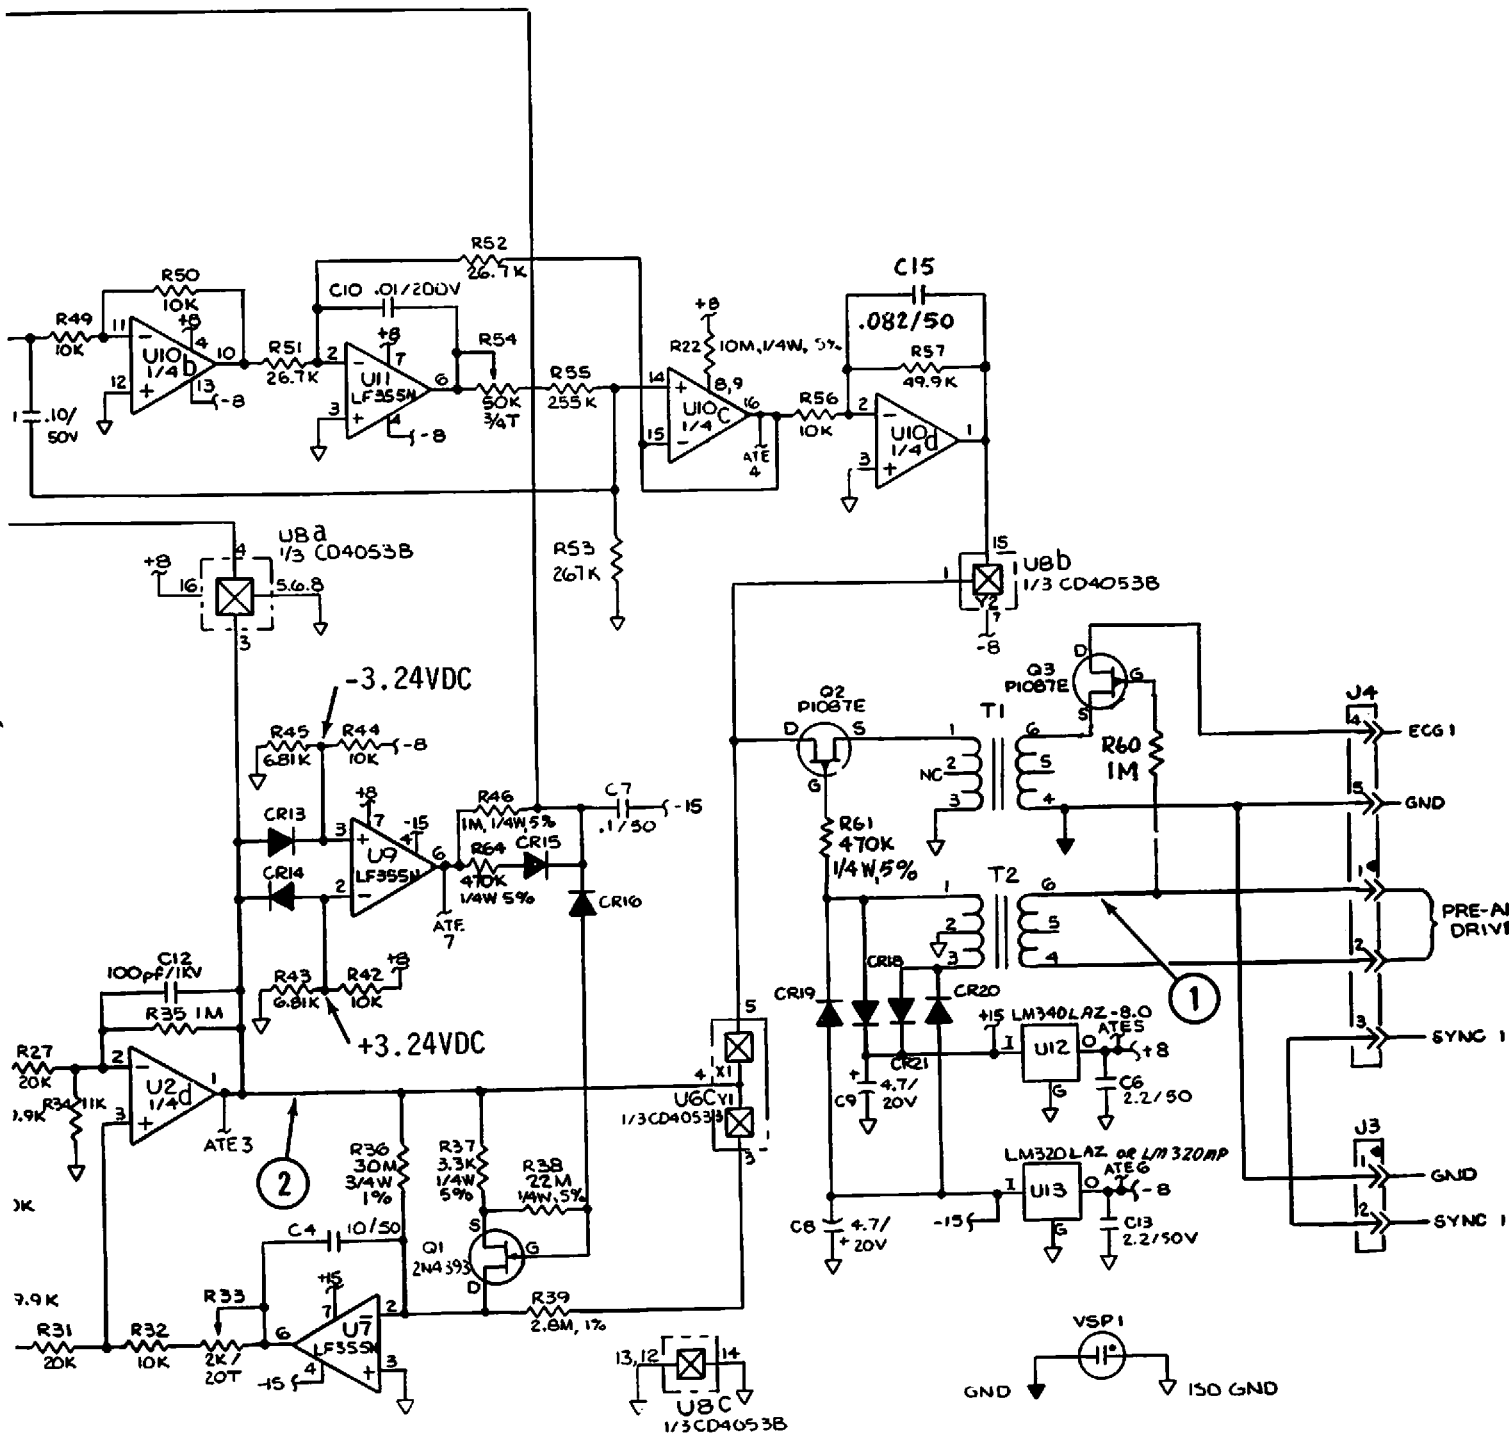 R52
26.7K
R50
10K
+8
4
R49
10K
11
U10b
1/4
10
12
13
-8
R51
26.7K
1
.10/
50V
C10 .01/200V
+8
7
2
U11
LF355N
6
3
4
-8
R54
50K
3/4T
R55
255K
+8
R22
10M, 1/4W, 5%
8,9
14
U10C
1/4
16
15
ATE
4
R56
10K
C15
.082/50
R57
49.9K
2
U10d
1/4
1
3
R53
267K
U8a
1/3 CD4053B
4
+8
16
5.6.8
3
15
U8b
1/3 CD4053B
1
Y2
7
-8
-3.24VDC
R45
6.81K
R44
10K
-8
CR13
+8
7
-15
4
3
U9
LF355N
6
2
CR14
R46
1M, 1/4W, 5%
C7
.1/50
-15
R64
470K
1/4W 5%
CR15
CR16
ATE
7
R43
6.81K
R42
10K
+8
+3.24VDC
C12
100pf/1KV
R35 1M
R27
20K
R34 11K
2
U2d
1/4
1
3
ATE3
2
Q2
P1087E
D
S
G
R61
470K
1/4W,5%
T1
1
NC
2
3
6
5
4
Q3
P1087E
D
G
S
R60
1M
T2
1
2
3
6
5
4
1
J4
4
ECG 1
5
GND
1
2
3
SYNC 1
CR19
CR18
CR21
CR20
+15
LM340LAZ-8.0
ATE5
I
U12
O
+8
G
C6
2.2/50
C9
+
4.7/
20V
5
4
X1
U6C
Y1
1/3 CD4053B
3
LM320LAZ or LM320MP
ATE6
I
U13
O
-8
G
-15
C13
2.2/50V
C8
4.7/
+ 20V
J3
1
GND
2
SYNC 1
R36
30M
3/4W
1%
R37
3.3K
1/4W
5%
R38
22M
1/4W, 5%
C4
10/50
Q1
2N4393
S
G
D
R39
2.8M, 1%
+15
7
2
U7
LF355N
6
4
3
-15
R33
2K/
20T
R31
20K
R32
10K
13,12
14
U8C
1/3 CD4053B
VSP1
GND
ISO GND